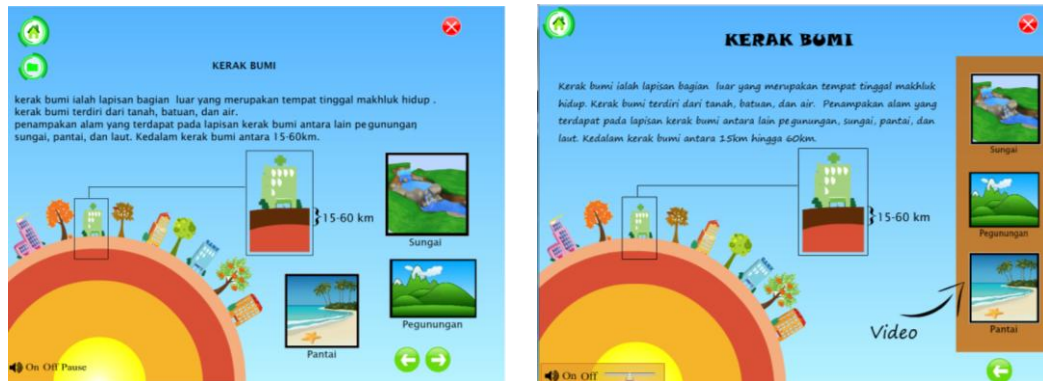 KERAK BUMI
kerak bumi ialah lapisan bagian luar yang merupakan tempat tinggal makhluk hidup .
kerak bumi terdiri dari tanah, batuan, dan air.
penampakan alam yang terdapat pada lapisan kerak bumi antara lain pegunungan,
sungai, pantai, dan laut. Kedalam kerak bumi antara 15-60km.
15-60 km
Sungai
Pegunungan
Pantai
On Off Pause
KERAK BUMI
Kerak bumi ialah lapisan bagian luar yang merupakan tempat tinggal makhluk
hidup. Kerak bumi terdiri dari tanah, batuan, dan air. Penampakan alam yang
terdapat pada lapisan kerak bumi antara lain pegunungan, sungai, pantai, dan
laut. Kedalam kerak bumi antara 15km hingga 60km.
Sungai
15-60 km
Pegunungan
Video
Pantai
On Off